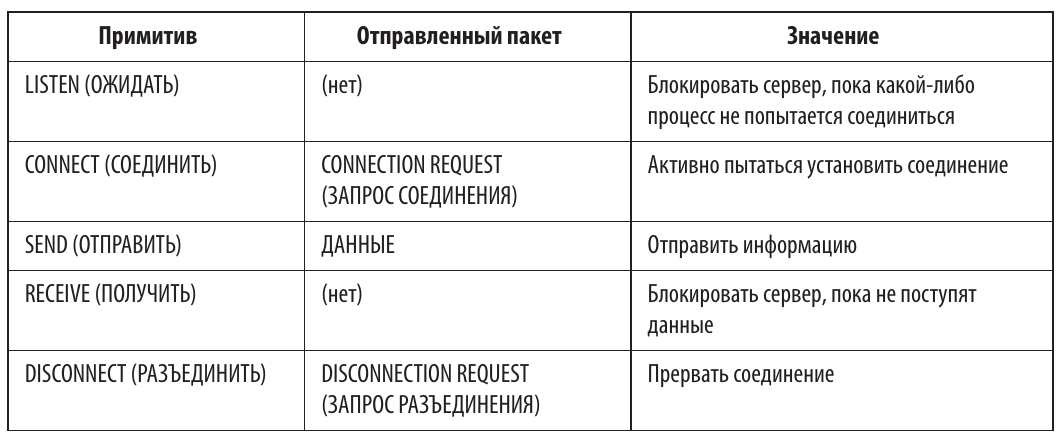 Примитив Отправленный пакет Значение
LISTEN (ОЖИДАТЬ) (нет) Блокировать сервер, пока какой-либо
процесс не попытается соединиться
CONNECT (СОЕДИНИТЬ) CONNECTION REQUEST Активно пытаться установить соединение
(ЗАПРОС СОЕДИНЕНИЯ)
SEND (ОТПРАВИТЬ) ДАННЫЕ Отправить информацию
RECEIVE (ПОЛУЧИТЬ) (нет) Блокировать сервер, пока не поступят
данные
DISCONNECT (РАЗЪЕДИНИТЬ) DISCONNECTION REQUEST Прервать соединение
(ЗАПРОС РАЗЪЕДИНЕНИЯ)